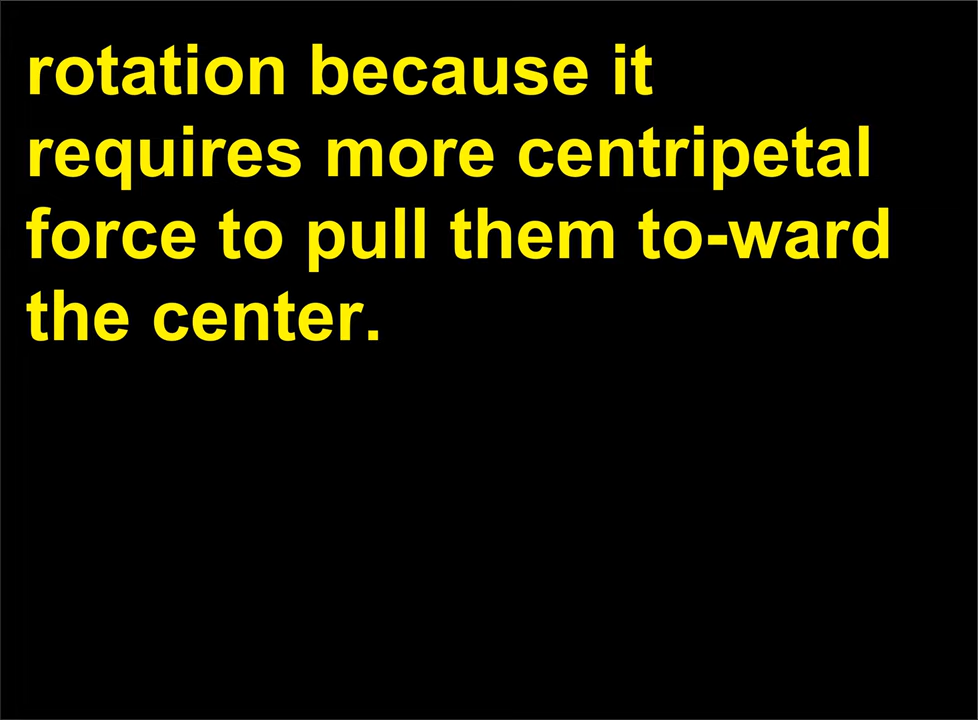 rotation because it
requires more centripetal
force to pull them to-ward
the center.